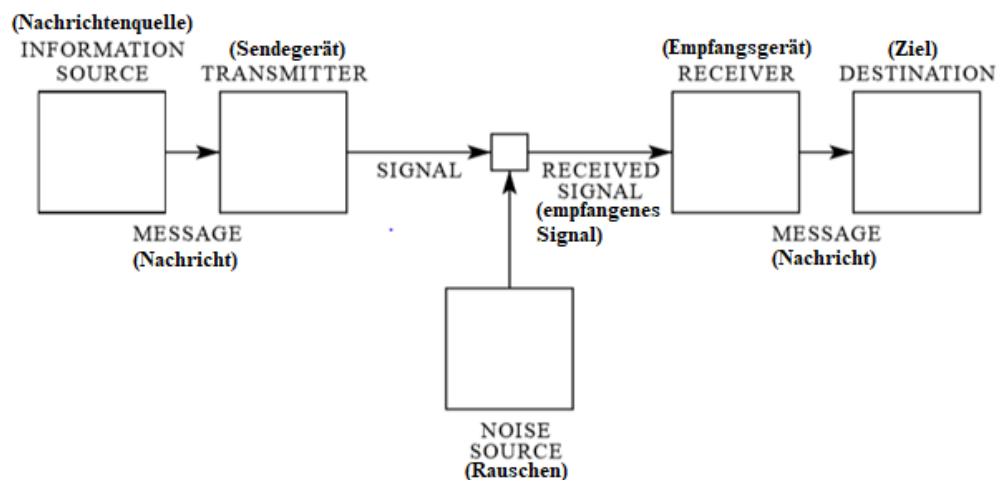 (Nachrichtenquelle)
INFORMATION
SOURCE
(Sendegerät)
TRANSMITTER
(Empfangsgerät)
RECEIVER
(Ziel)
DESTINATION
SIGNAL
RECEIVED
SIGNAL
(empfangenes
Signal)
MESSAGE
(Nachricht)
MESSAGE
(Nachricht)
NOISE
SOURCE
(Rauschen)